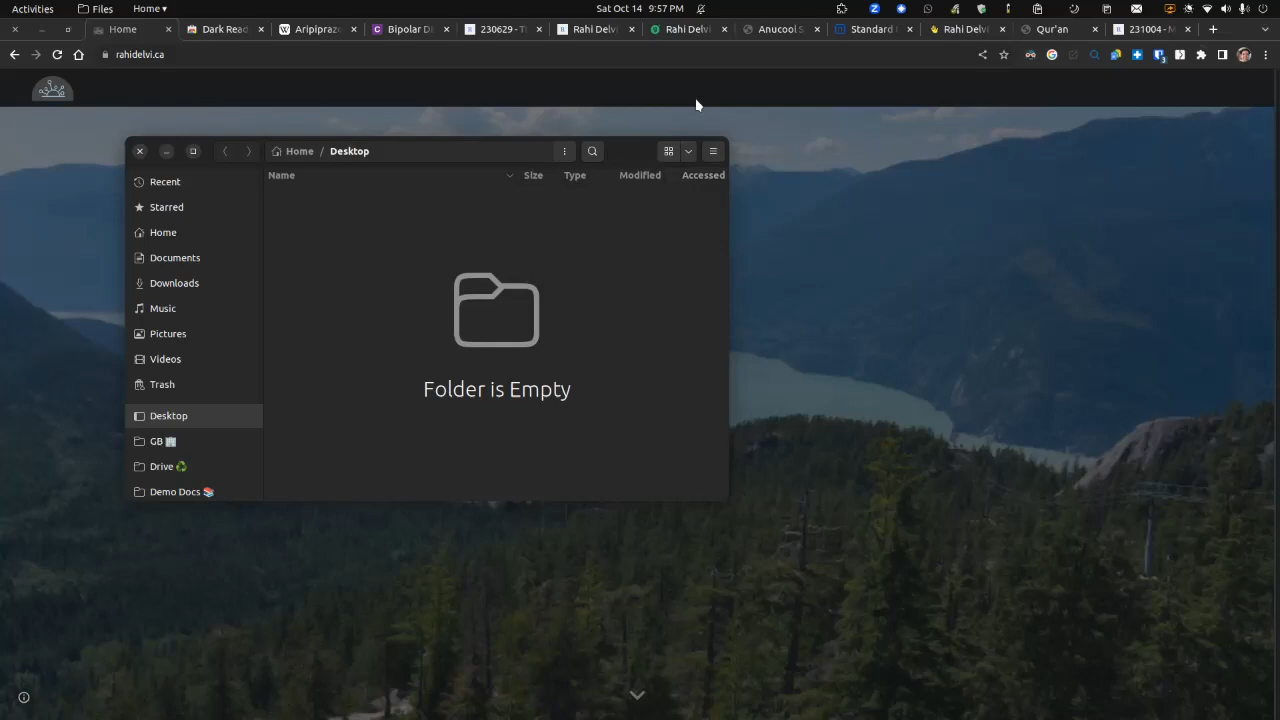 Activities Files Home Sat Oct 14 9:57 PM
Home Dark Read Aripipraz Bipolar Di 230629 - Th Rahi Delvi Rahi Delvi Anucool S Standard Rahi Delvi Qur'an 231004 - M
rahidelvi.ca
Home / Desktop
Name Size Type Modified Accessed
Recent
Starred
Home
Documents
Downloads
Music
Pictures
Videos
Trash
Desktop
GB
Drive
Demo Docs
Folder is Empty